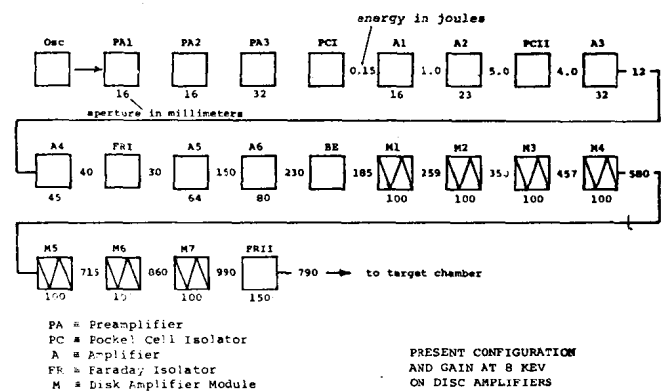 energy in joules
Osc PA1 PA2 PA3 PCI A1 A2 PCII A3
0.15 1.0 5.0 4.0 12
16 16 32 16 23 32
aperture in millimeters
A4 FRI A5 A6 BE M1 M2 M3 M4
40 30 150 230 185 259 350 457 580
45 64 80 100 100 100 100
M5 M6 M7 FRII
715 860 990 790 to target chamber
100 100 150
PA = Preamplifier
PC = Pockel Cell Isolator
A = Amplifier
FR = Faraday Isolator
M = Disk Amplifier Module
PRESENT CONFIGURATION
AND GAIN AT 8 KEV
ON DISC AMPLIFIERS